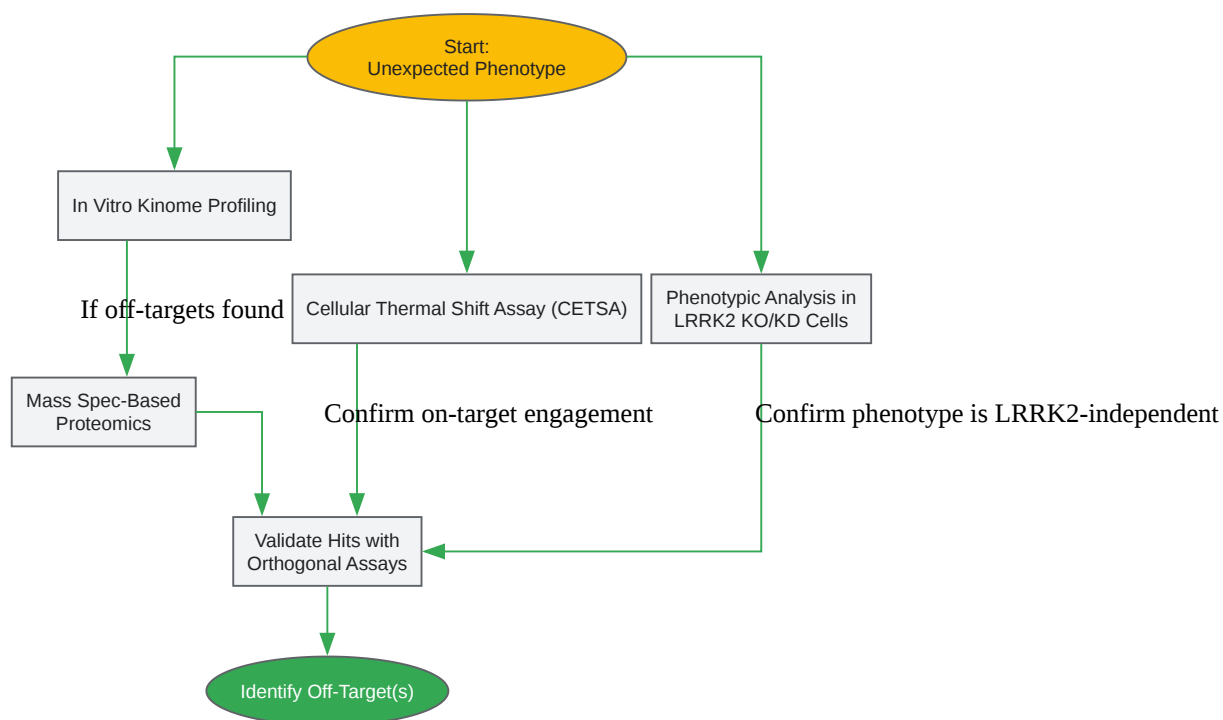 Start:
Unexpected Phenotype
In Vitro Kinome Profiling
If off-targets found
Cellular Thermal Shift Assay (CETSA)
Phenotypic Analysis in
LRRK2 KO/KD Cells
Mass Spec-Based
Proteomics
Confirm on-target engagement
Confirm phenotype is LRRK2-independent
Validate Hits with
Orthogonal Assays
Identify Off-Target(s)